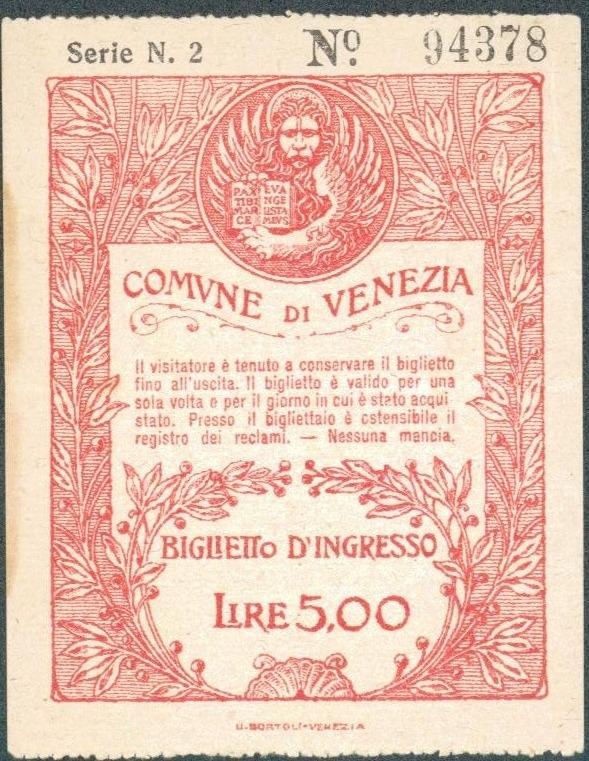 Serie N. 2 Nº 94378
PAX EVA
TIBI NGE
MAR LISTA
CE MEVS
COMVNE DI VENEZIA
Il visitatore è tenuto a conservare il biglietto
fino all'uscita. Il biglietto è valido per una
sola volta e per il giorno in cui è stato acqui
stato. Presso il bigliettaio è ostensibile il
registro dei reclami. — Nessuna mancia.
BIGLIETTO D'INGRESSO
LIRE 5,00
U. BORTOLI-VENEZIA